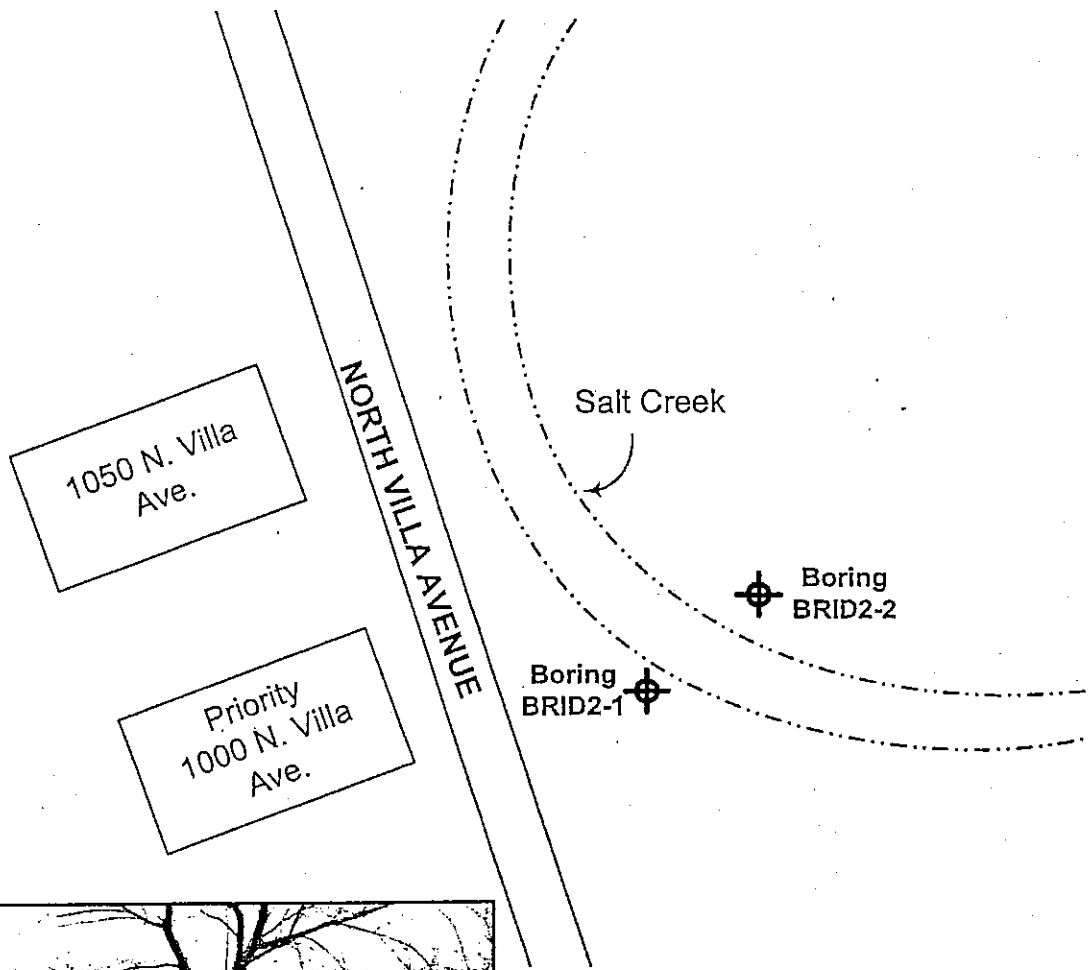 1050 N. Villa
Ave.
NORTH VILLA AVENUE
Salt Creek
Boring
BRID2-2
Boring
BRID2-1
Priority
1000 N. Villa
Ave.